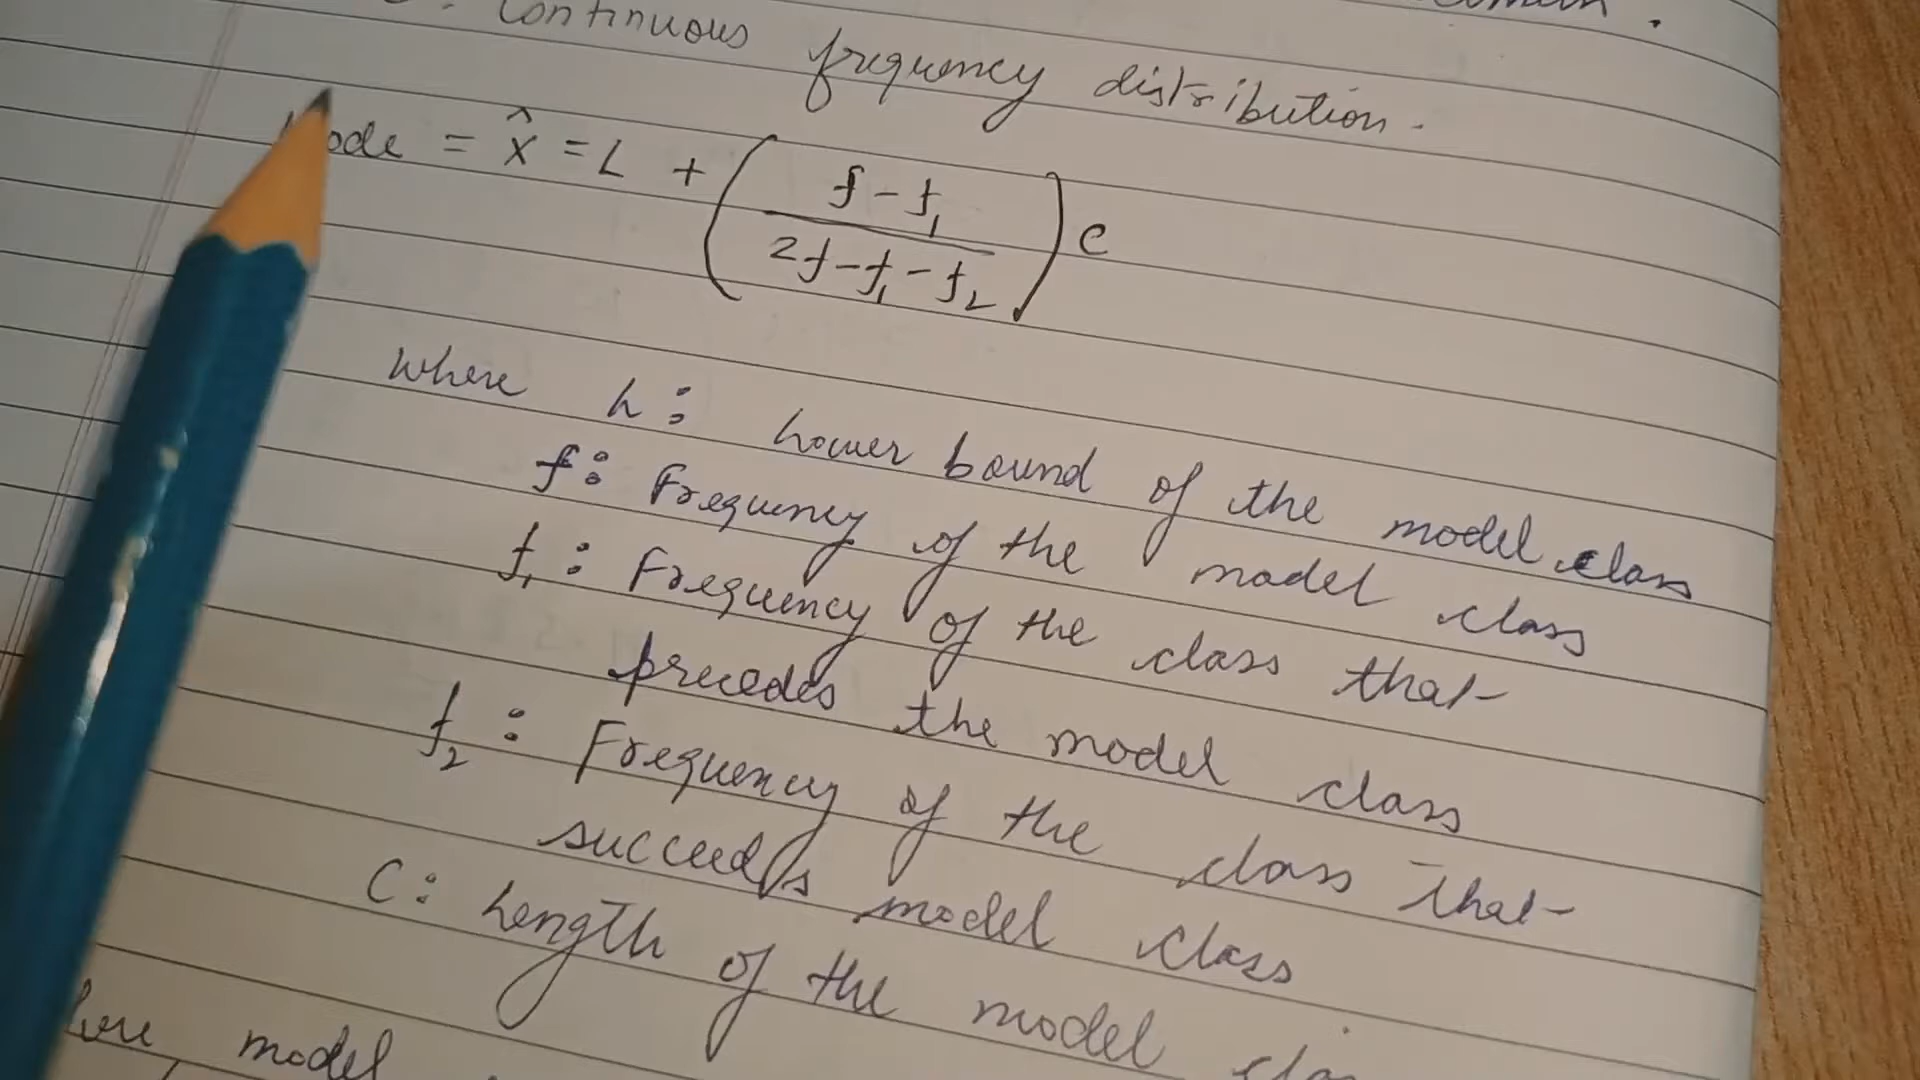 Continuous frequency distribution.
Mode = x̂ = L + ( f - f₁ / 2f - f₁ - f₂ ) c
Where L : Lower bound of the model class
f : Frequency of the model class
f₁ : Frequency of the class that
precedes the model class
f₂ : Frequency of the class that
succeeds model class
C : Length of the model
model